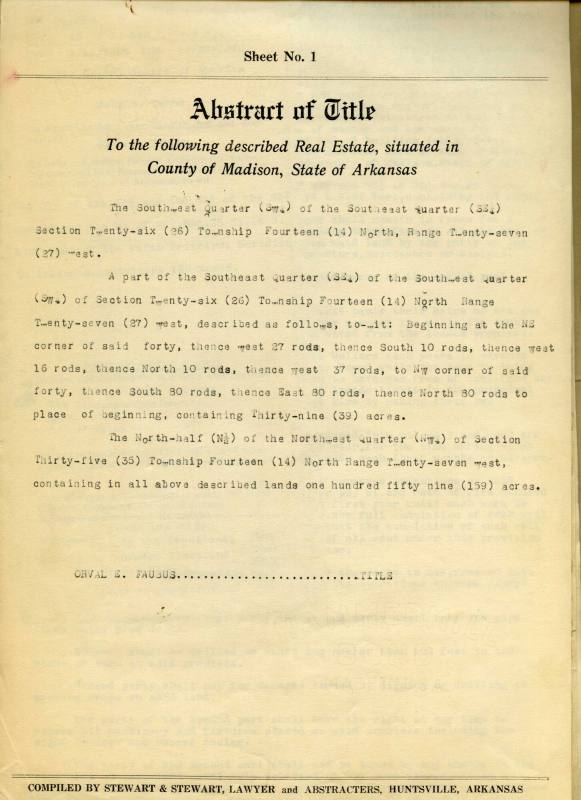 Sheet No. 1
Abstract of Title
To the following described Real Estate, situated in
County of Madison, State of Arkansas
The Southwest Quarter (SW¼) of the Southeast Quarter (SE¼)
Section Twenty-six (26) Township Fourteen (14) North, Range Twenty-seven
(27) West.
A part of the Southeast Quarter (SE¼) of the Southwest Quarter
(SW¼) of Section Twenty-six (26) Township Fourteen (14) North Range
Twenty-seven (27) West, described as follows, to-wit: Beginning at the NE
corner of said forty, thence West 27 rods, thence South 10 rods, thence West
16 rods, thence North 10 rods, thence West 37 rods, to NW corner of said
forty, thence South 80 rods, thence East 80 rods, thence North 80 rods to
place of beginning, containing Thirty-nine (39) acres.
The North-half (N½) of the Northwest Quarter (NW¼) of Section
Thirty-five (35) Township Fourteen (14) North Range Twenty-seven West,
containing in all above described lands one hundred fifty nine (159) acres.
ORVAL E. FAUBUS...........................TITLE
COMPILED BY STEWART & STEWART, LAWYER and ABSTRACTERS, HUNTSVILLE, ARKANSAS